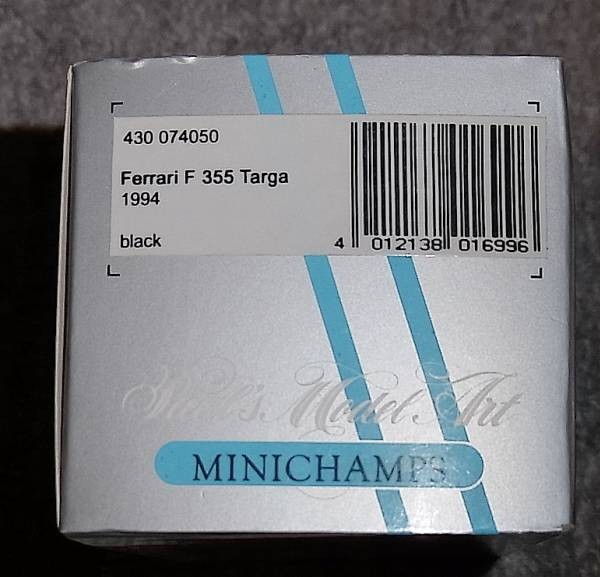 430 074050
Ferrari F 355 Targa
1994
black
4 012138 016996
Paul's Model Art
MINICHAMPS